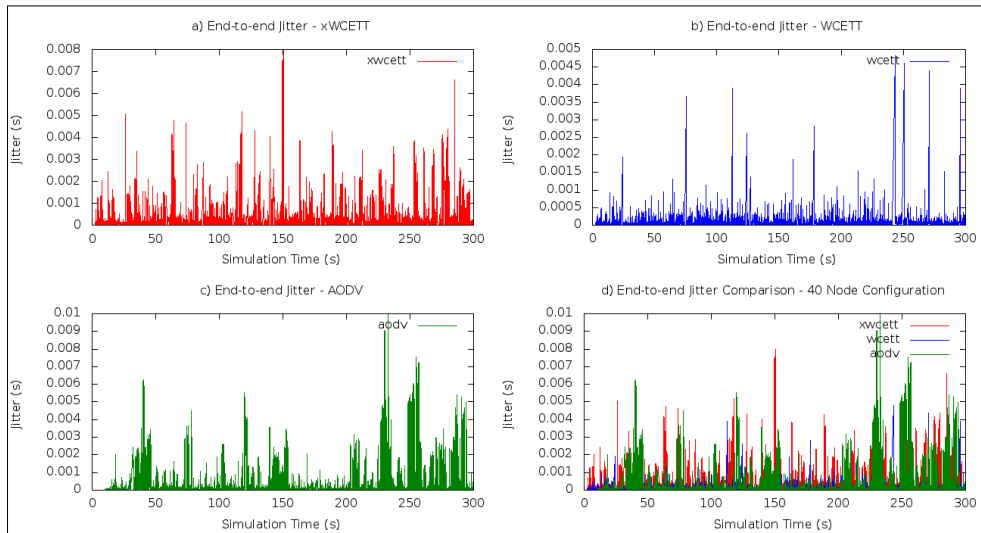 a) End-to-end Jitter - xWCETT
0.008
0.007
0.006
0.005
0.004
0.003
0.002
0.001
0
Jitter (s)
xwcett
0 50 100 150 200 250 300
Simulation Time (s)
b) End-to-end Jitter - WCETT
0.005
0.0045
0.004
0.0035
0.003
0.0025
0.002
0.0015
0.001
0.0005
0
Jitter (s)
wcett
0 50 100 150 200 250 300
Simulation Time (s)
c) End-to-end Jitter - AODV
0.01
0.009
0.008
0.007
0.006
0.005
0.004
0.003
0.002
0.001
0
Jitter (s)
aodv
0 50 100 150 200 250 300
Simulation Time (s)
d) End-to-end Jitter Comparison - 40 Node Configuration
0.01
0.009
0.008
0.007
0.006
0.005
0.004
0.003
0.002
0.001
0
Jitter (s)
xwcett
wcett
aodv
0 50 100 150 200 250 300
Simulation Time (s)